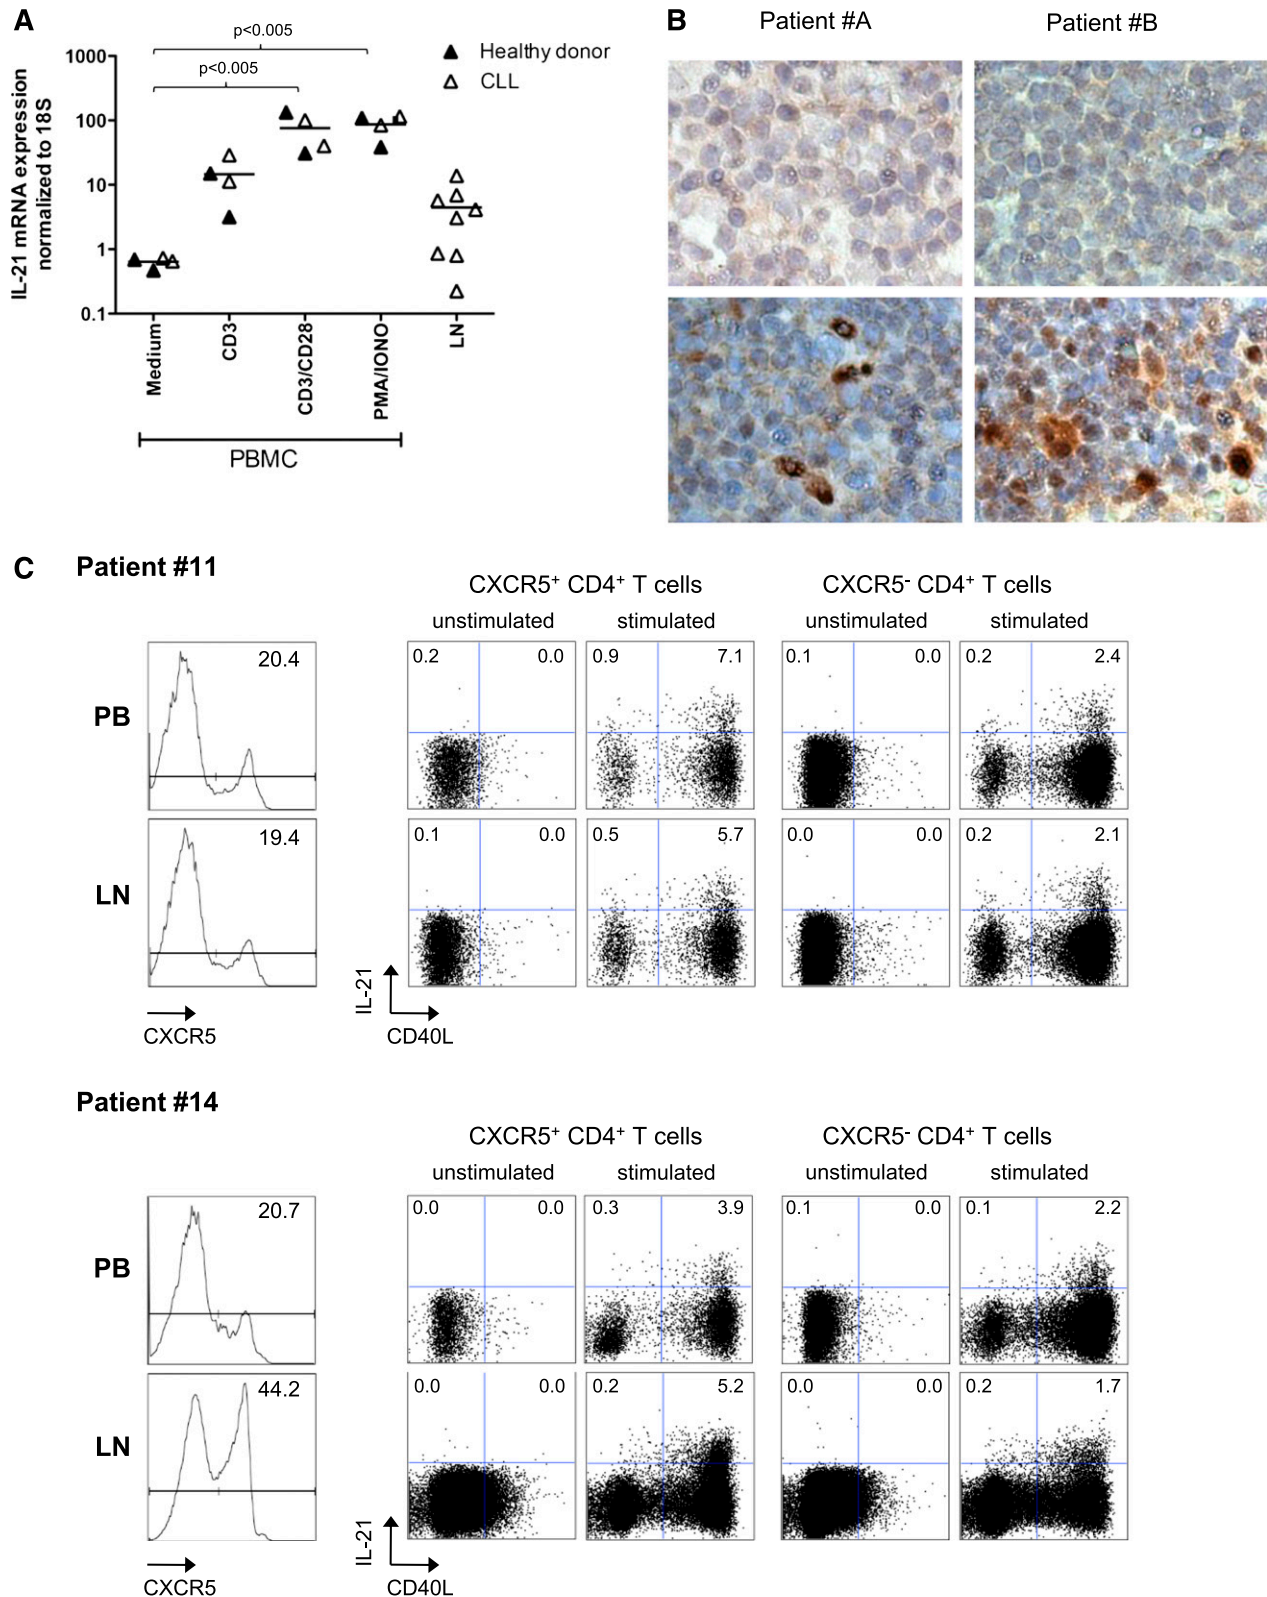 A
p<0.005
p<0.005
IL-21 mRNA expression
normalized to 18S
1000
100
10
1
0.1
Healthy donor
CLL
Medium
CD3
CD3/CD28
PMA/IONO
LN
PBMC
B
Patient #A
Patient #B
C
Patient #11
CXCR5+ CD4+ T cells
CXCR5- CD4+ T cells
unstimulated
stimulated
unstimulated
stimulated
PB
20.4
0.2
0.0
0.9
7.1
0.1
0.0
0.2
2.4
LN
19.4
0.1
0.0
0.5
5.7
0.0
0.0
0.2
2.1
CXCR5
IL-21
CD40L
Patient #14
CXCR5+ CD4+ T cells
CXCR5- CD4+ T cells
unstimulated
stimulated
unstimulated
stimulated
PB
20.7
0.0
0.0
0.3
3.9
0.1
0.0
0.1
2.2
LN
44.2
0.0
0.0
0.2
5.2
0.0
0.0
0.2
1.7
CXCR5
IL-21
CD40L